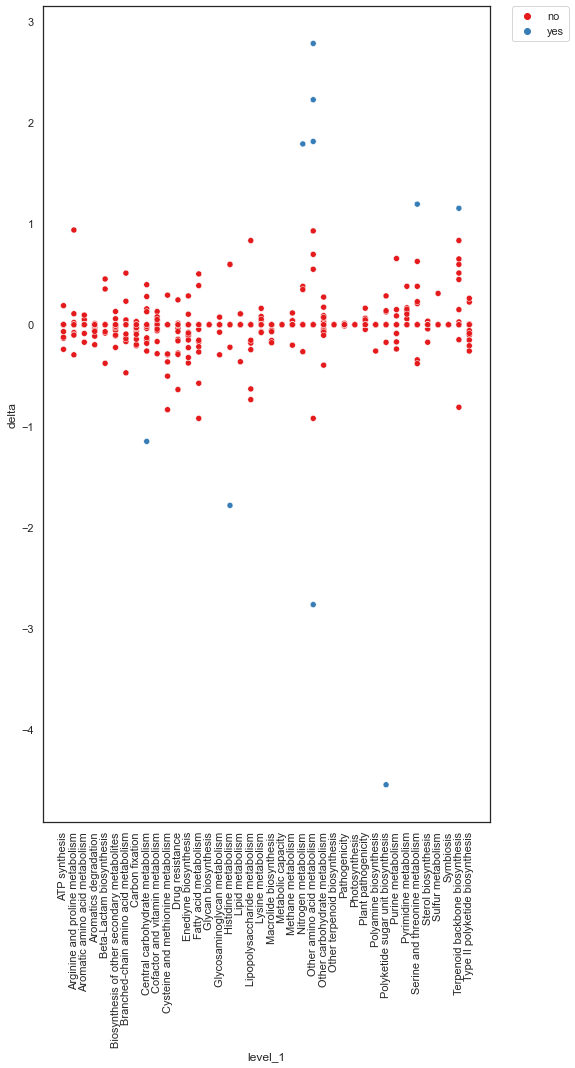 no
yes
3
2
1
0
−1
−2
−3
−4
delta
ATP synthesis
Arginine and proline metabolism
Aromatic amino acid metabolism
Aromatics degradation
Beta-Lactam biosynthesis
Biosynthesis of other secondary metabolites
Branched-chain amino acid metabolism
Carbon fixation
Central carbohydrate metabolism
Cofactor and vitamin metabolism
Cysteine and methionine metabolism
Drug resistance
Enediyne biosynthesis
Fatty acid metabolism
Glycan biosynthesis
Glycosaminoglycan metabolism
Histidine metabolism
Lipid metabolism
Lipopolysaccharide metabolism
Lysine metabolism
Macrolide biosynthesis
Metabolic capacity
Methane metabolism
Nitrogen metabolism
Other amino acid metabolism
Other carbohydrate metabolism
Other terpenoid biosynthesis
Pathogenicity
Photosynthesis
Plant pathogenicity
Polyamine biosynthesis
Polyketide sugar unit biosynthesis
Purine metabolism
Pyrimidine metabolism
Serine and threonine metabolism
Sterol biosynthesis
Sulfur metabolism
Symbiosis
Terpenoid backbone biosynthesis
Type II polyketide biosynthesis
level_1